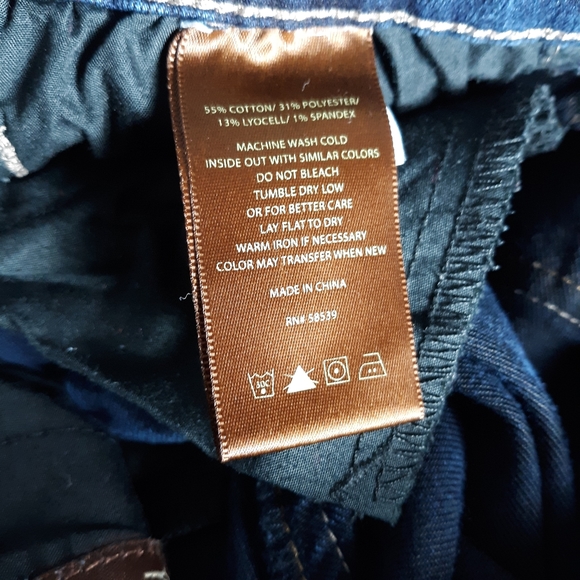 55% COTTON/ 31% POLYESTER/
13% LYOCELL/ 1% SPANDEX
MACHINE WASH COLD
INSIDE OUT WITH SIMILAR COLORS
DO NOT BLEACH
TUMBLE DRY LOW
OR FOR BETTER CARE
LAY FLAT TO DRY
WARM IRON IF NECESSARY
COLOR MAY TRANSFER WHEN NEW
MADE IN CHINA
RN# 58539
30C